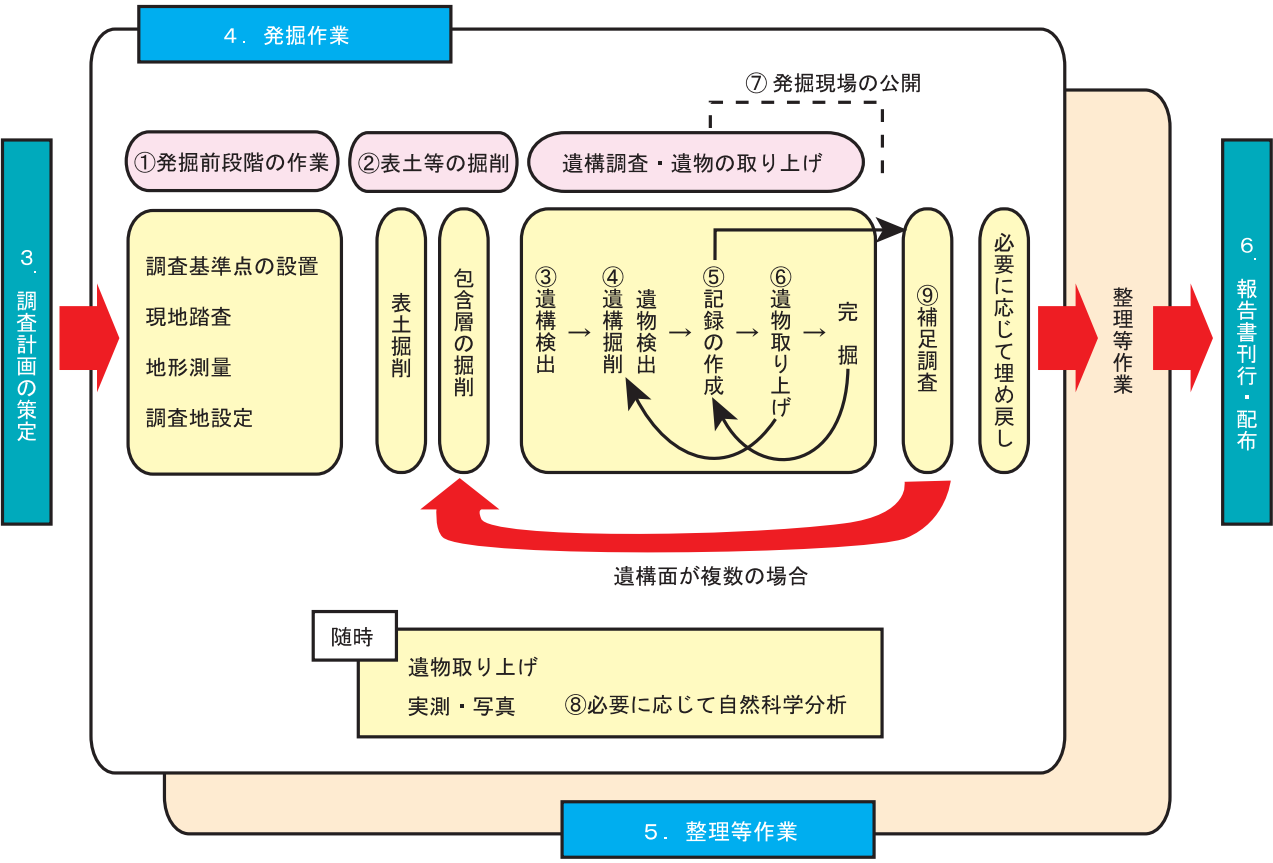 ４．発掘作業
⑦発掘現場の公開
①発掘前段階の作業
②表土等の掘削
遺構調査・遺物の取り上げ
３．調査計画の策定
調査基準点の設置
現地踏査
地形測量
調査地設定
表土掘削
包含層の掘削
③遺構検出
→
④遺構掘削
遺物検出
→
⑤記録の作成
→
⑥遺物取り上げ
→
完掘
⑨補足調査
必要に応じて埋め戻し
整理等作業
６．報告書刊行・配布
遺構面が複数の場合
随時
遺物取り上げ
実測・写真
⑧必要に応じて自然科学分析
５．整理等作業